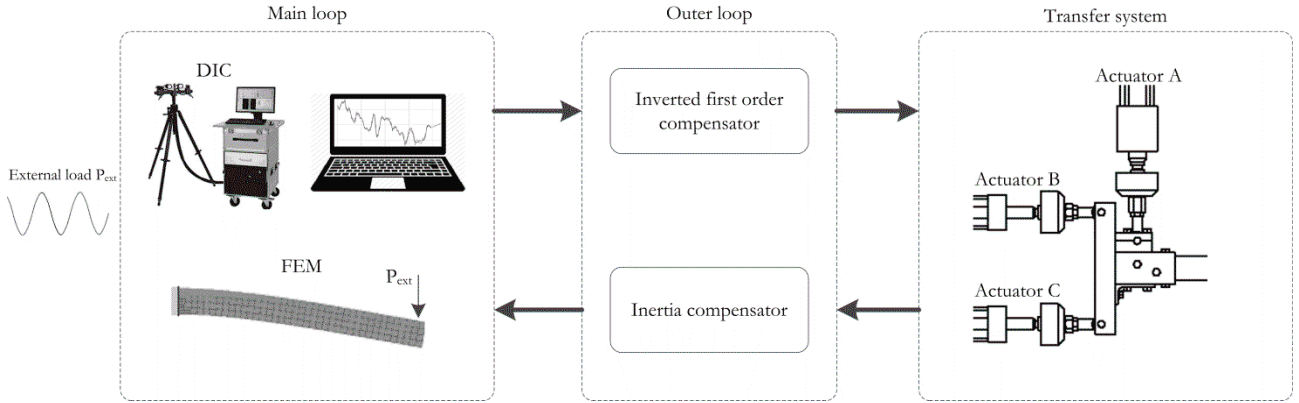 Main loop
Outer loop
Transfer system
DIC
External load Pext
FEM
Pext
Inverted first order
compensator
Inertia compensator
Actuator A
Actuator B
Actuator C